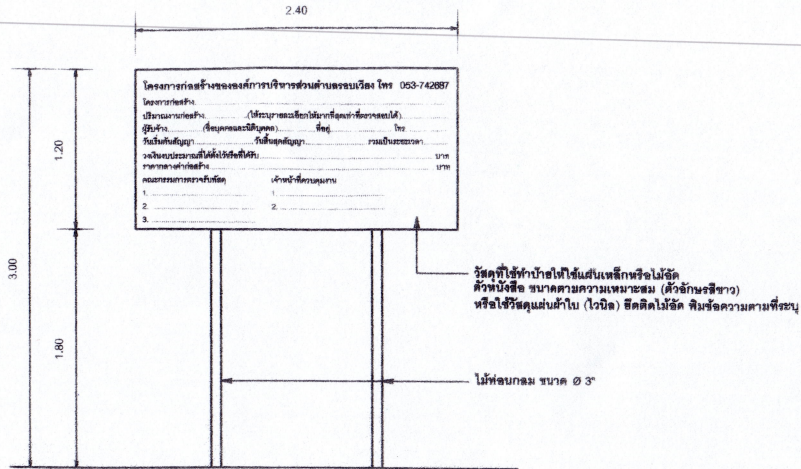 2.40
โครงการก่อสร้างขององค์การบริหารส่วนตำบลรอบเวียง โทร 053-742687
โครงการก่อสร้าง
ปริมาณงานก่อสร้าง (ให้ระบุรายละเอียดให้มากที่สุดเท่าที่ตรวจสอบได้)
ผู้รับจ้าง (ชื่อบุคคลและนิติบุคคล) ที่อยู่ โทร
วันเริ่มต้นสัญญา วันสิ้นสุดสัญญา รวมเป็นระยะเวลา
วงเงินงบประมาณที่ได้ตั้งไว้หรือที่ได้รับ บาท
ราคากลางค่าก่อสร้าง บาท
คณะกรรมการตรวจรับพัสดุ เจ้าหน้าที่ควบคุมงาน
1. 1.
2. 2.
3.
1.20
3.00
1.80
วัสดุที่ใช้ทำป้ายให้ใช้แผ่นเหล็กหรือไม้อัด
ตัวหนังสือ ขนาดตามความเหมาะสม (ตัวอักษรสีขาว)
หรือใช้วัสดุแผ่นผ้าใบ (ไวนิล) ยึดติดไม้อัด พิมพ์ข้อความตามที่ระบุ
ไม้ท่อนกลม ขนาด Ø 3"